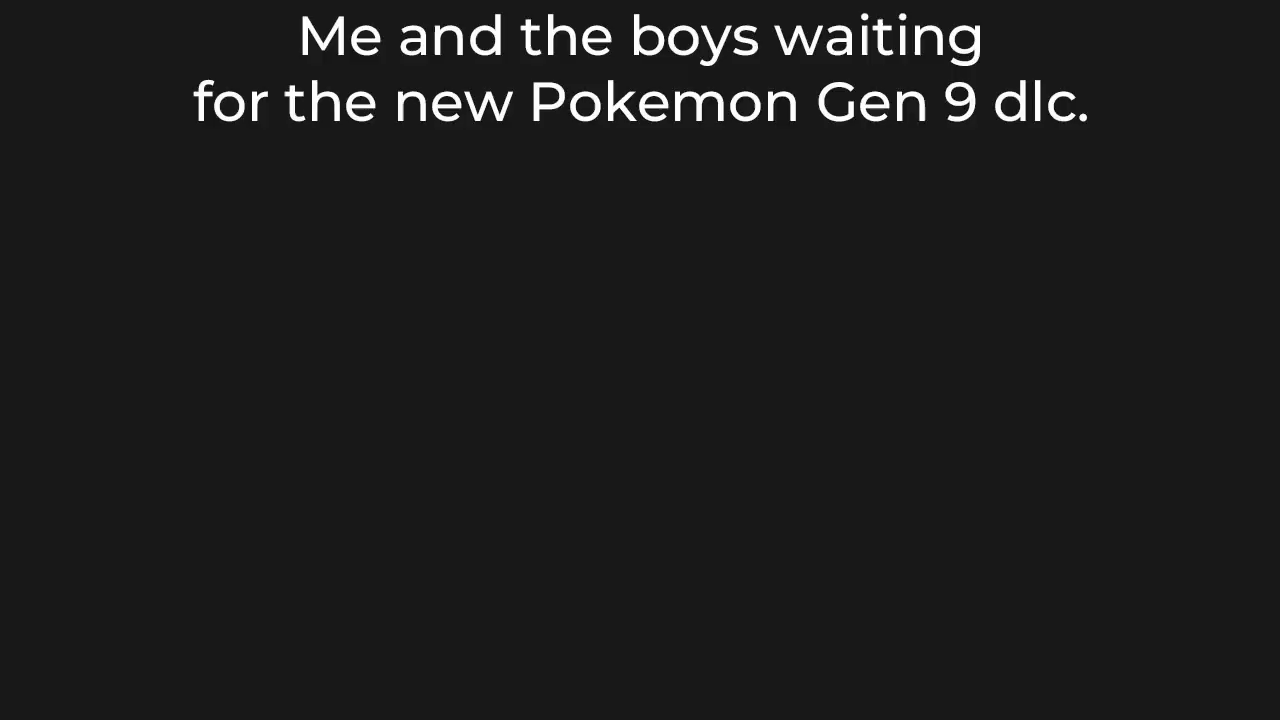 Me and the boys waiting
for the new Pokemon Gen 9 dlc.